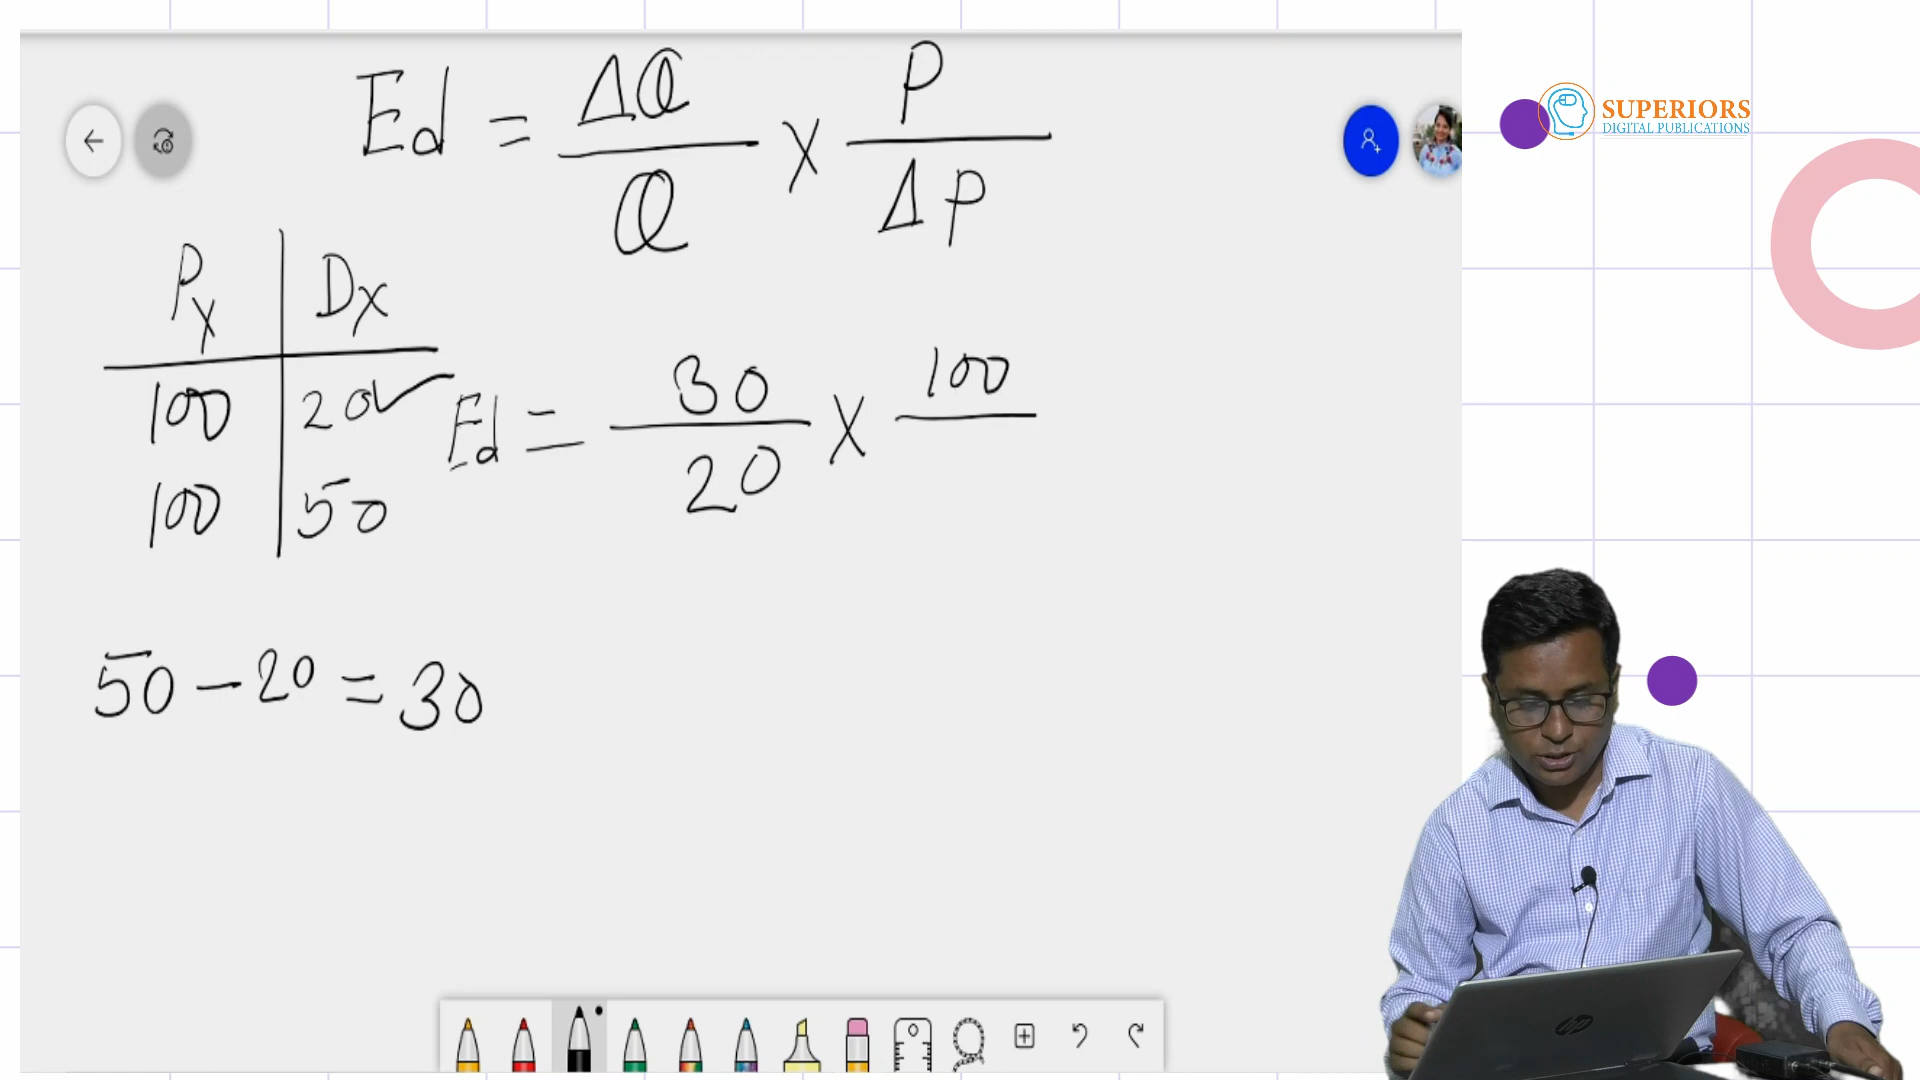 Ed = ΔQ/Q X P/ΔP
Px | Dx
100 | 20 ✓
100 | 50
Ed = 30/20 X 100/
50 - 20 = 30
SUPERIORS
DIGITAL PUBLICATIONS
hp